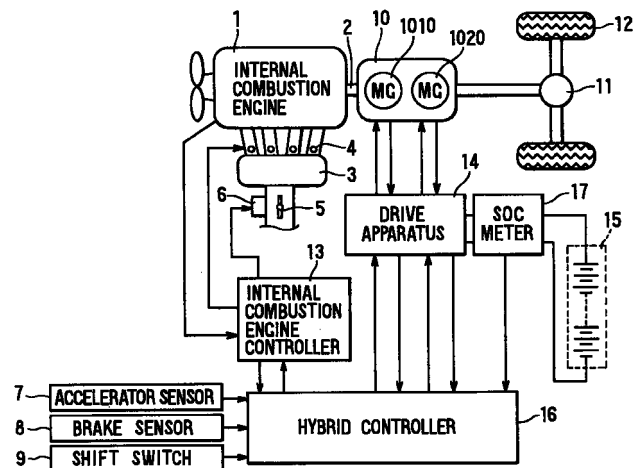 1
2
10
1010
1020
12
INTERNAL
COMBUSTION
ENGINE
MG
MG
11
4
3
6
5
14
17
15
DRIVE
APPARATUS
SOC
METER
13
INTERNAL
COMBUSTION
ENGINE
CONTROLLER
7
ACCELERATOR SENSOR
8
BRAKE SENSOR
9
SHIFT SWITCH
HYBRID CONTROLLER
16